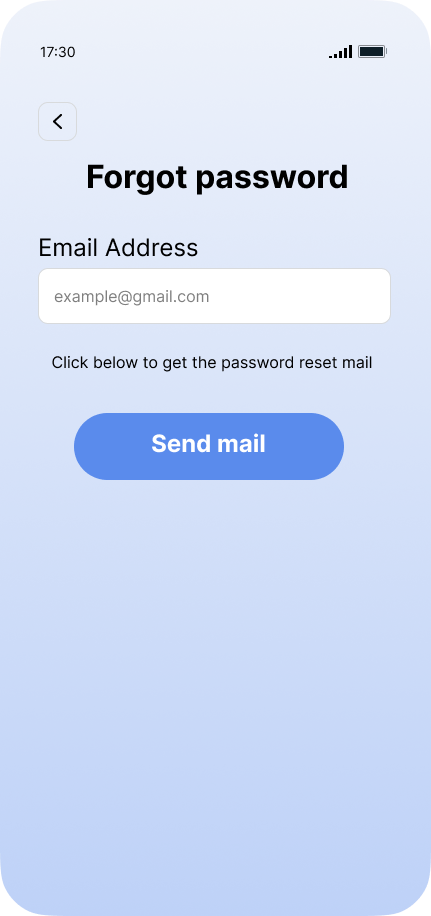 17:30
Forgot password
Email Address
example@gmail.com
Click below to get the password reset mail
Send mail